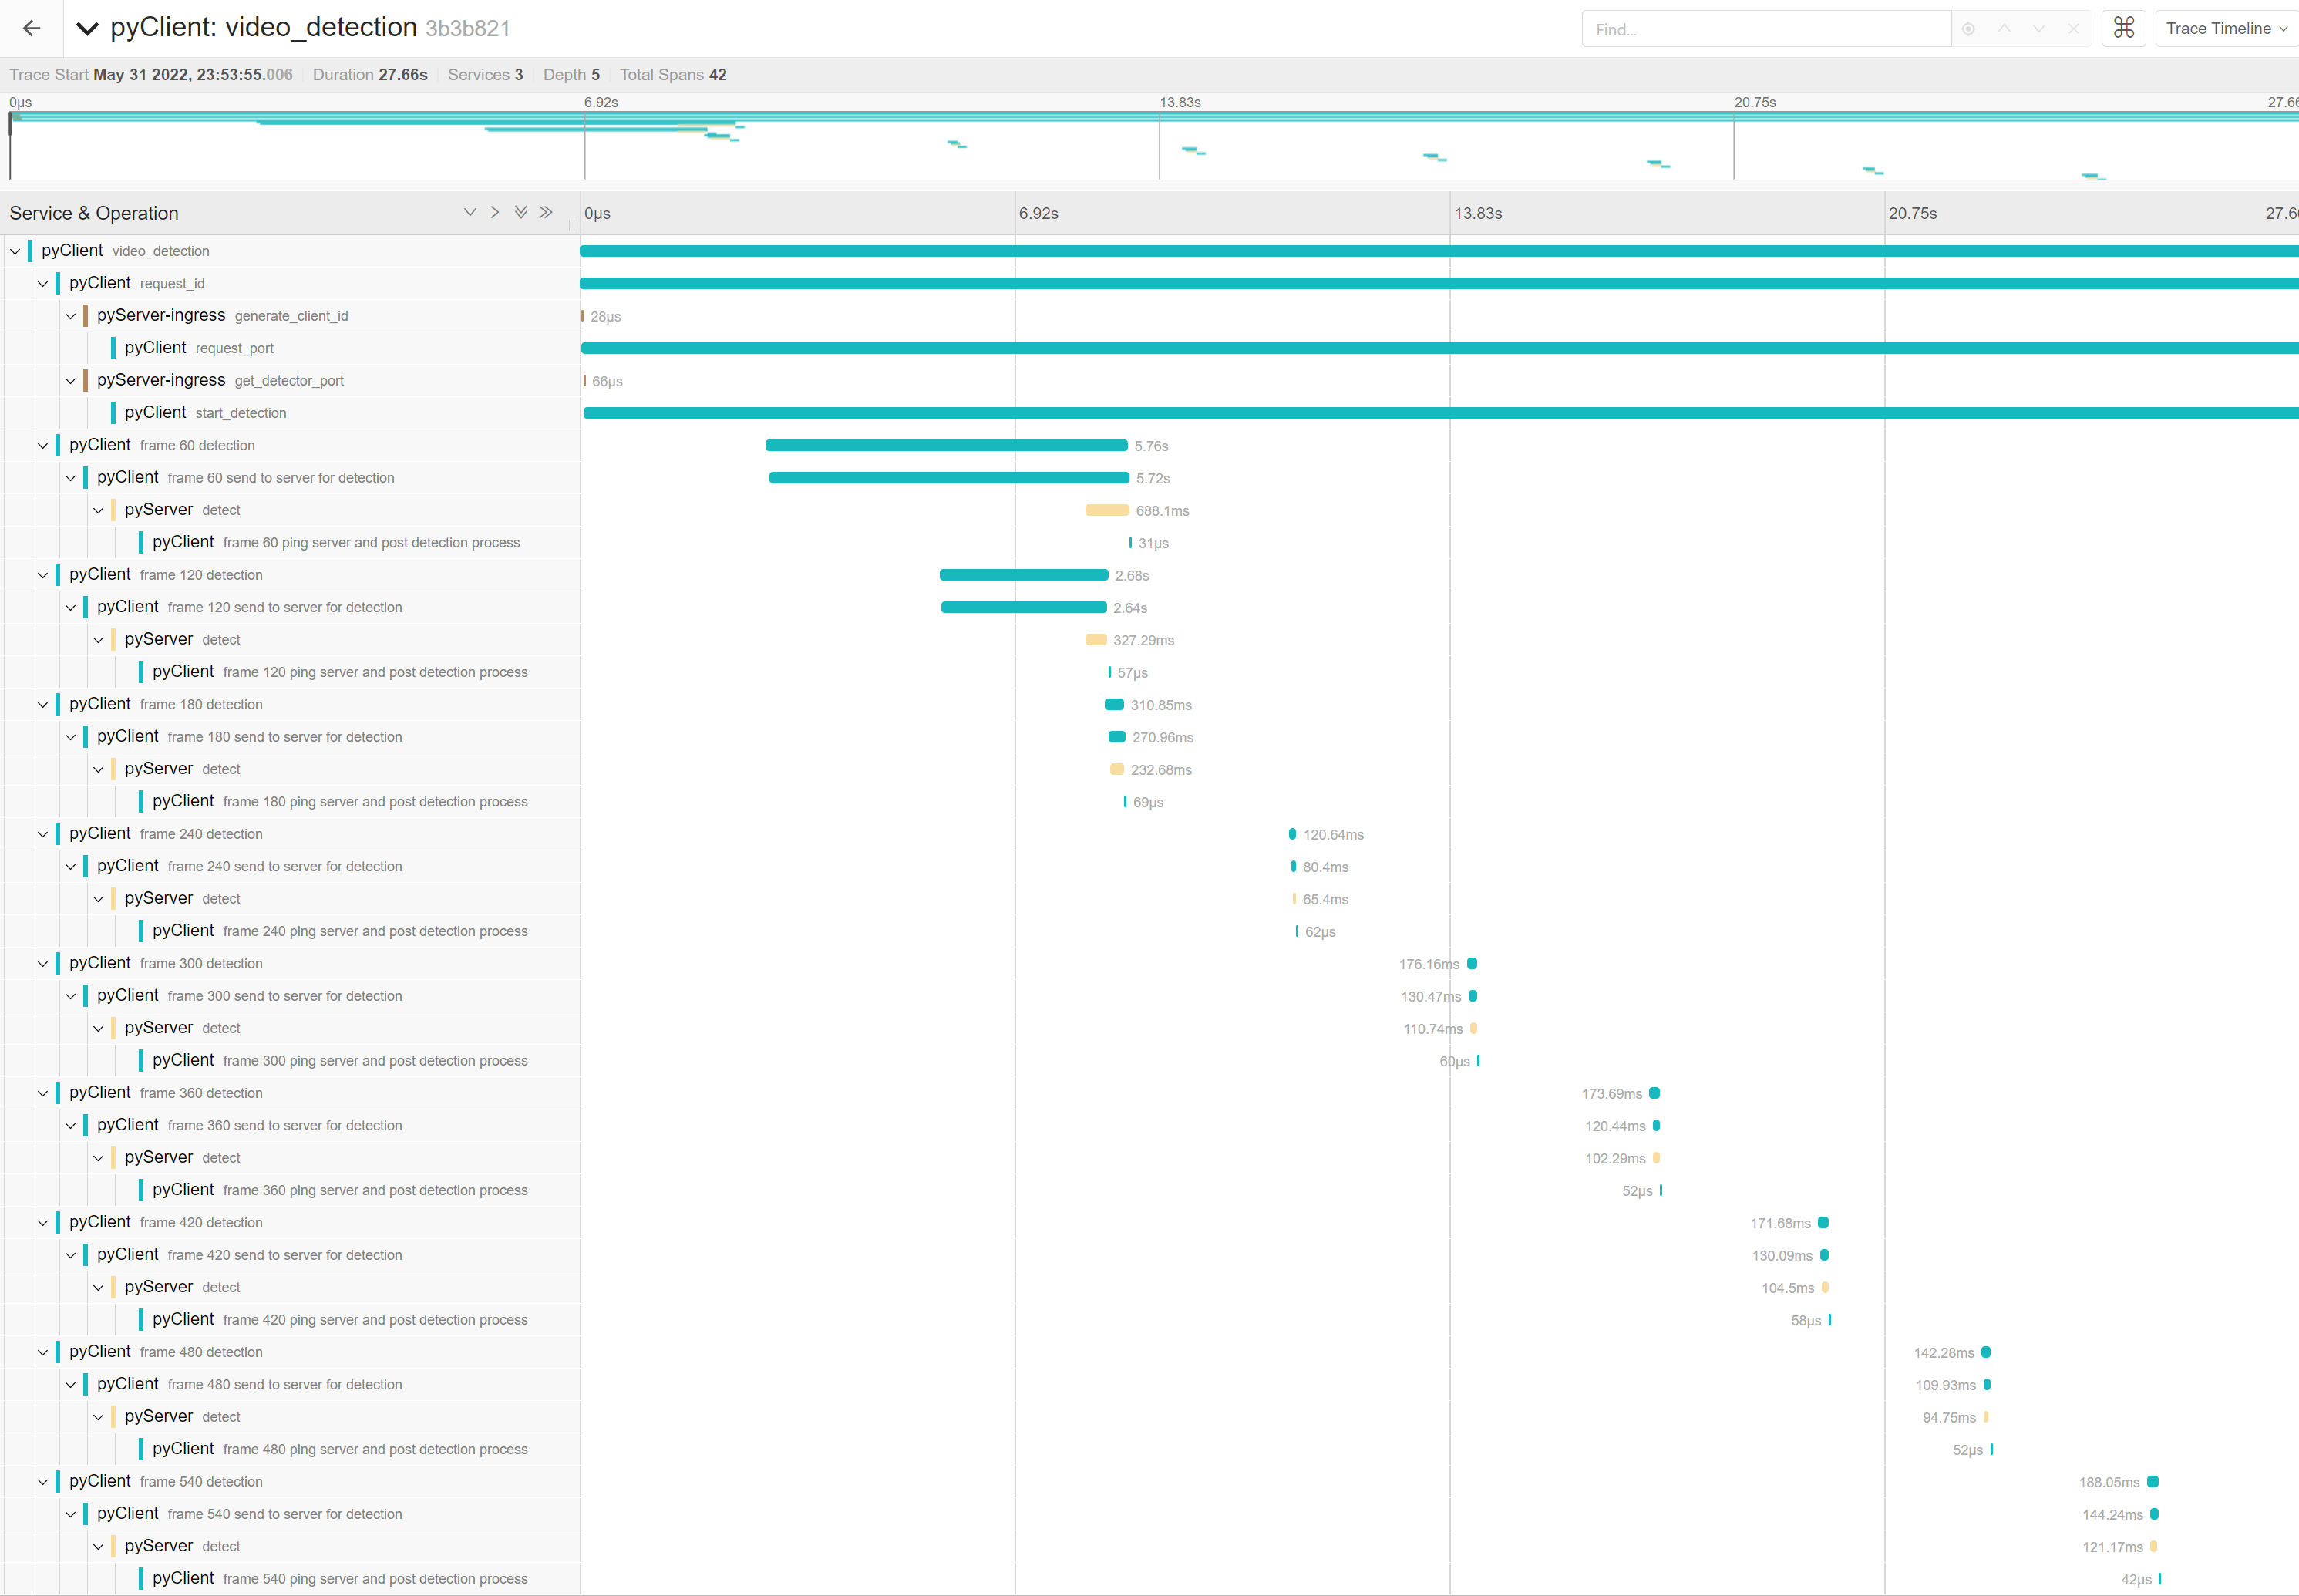 pyClient: video_detection 3b3b821 Find... ⌘ Trace Timeline
Trace Start May 31 2022, 23:53:55.006 Duration 27.66s Services 3 Depth 5 Total Spans 42
0μs 6.92s 13.83s 20.75s 27.66
Service & Operation 0μs 6.92s 13.83s 20.75s 27.6
pyClient video_detection
pyClient request_id
pyServer-ingress generate_client_id 28μs
pyClient request_port
pyServer-ingress get_detector_port 66μs
pyClient start_detection
pyClient frame 60 detection 5.76s
pyClient frame 60 send to server for detection 5.72s
pyServer detect 688.1ms
pyClient frame 60 ping server and post detection process 31μs
pyClient frame 120 detection 2.68s
pyClient frame 120 send to server for detection 2.64s
pyServer detect 327.29ms
pyClient frame 120 ping server and post detection process 57μs
pyClient frame 180 detection 310.85ms
pyClient frame 180 send to server for detection 270.96ms
pyServer detect 232.68ms
pyClient frame 180 ping server and post detection process 69μs
pyClient frame 240 detection 120.64ms
pyClient frame 240 send to server for detection 80.4ms
pyServer detect 65.4ms
pyClient frame 240 ping server and post detection process 62μs
pyClient frame 300 detection 176.16ms
pyClient frame 300 send to server for detection 130.47ms
pyServer detect 110.74ms
pyClient frame 300 ping server and post detection process 60μs
pyClient frame 360 detection 173.69ms
pyClient frame 360 send to server for detection 120.44ms
pyServer detect 102.29ms
pyClient frame 360 ping server and post detection process 52μs
pyClient frame 420 detection 171.68ms
pyClient frame 420 send to server for detection 130.09ms
pyServer detect 104.5ms
pyClient frame 420 ping server and post detection process 58μs
pyClient frame 480 detection 142.28ms
pyClient frame 480 send to server for detection 109.93ms
pyServer detect 94.75ms
pyClient frame 480 ping server and post detection process 52μs
pyClient frame 540 detection 188.05ms
pyClient frame 540 send to server for detection 144.24ms
pyServer detect 121.17ms
pyClient frame 540 ping server and post detection process 42μs